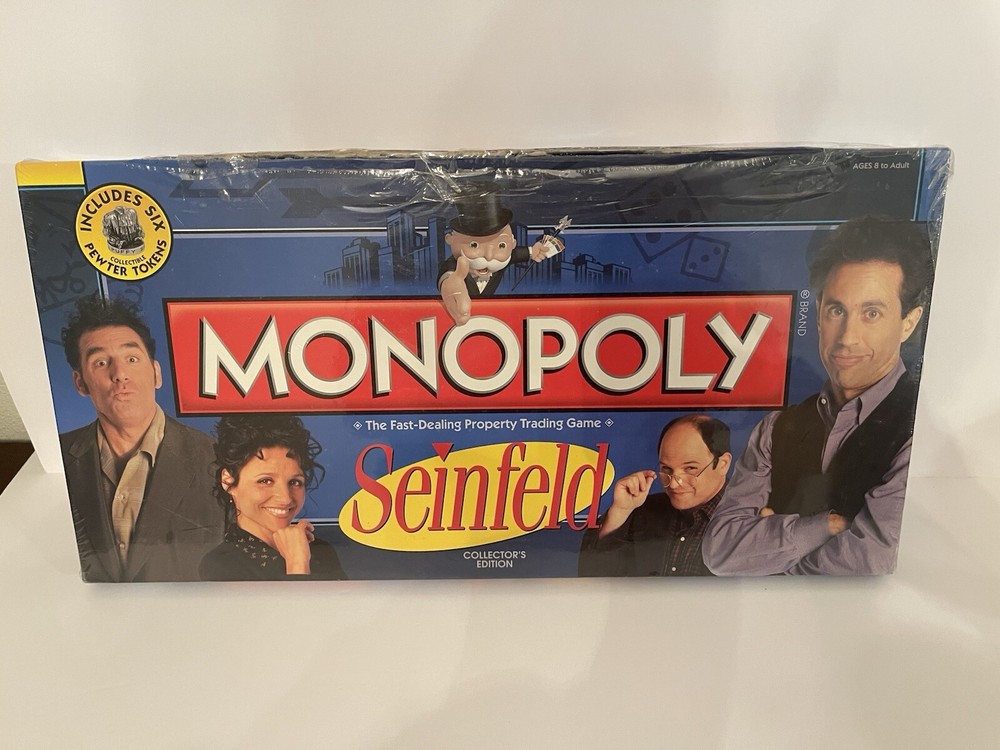 AGES 8 to Adult
INCLUDES SIX
COLLECTIBLE
PEWTER TOKENS
MONOPOLY
® BRAND
The Fast-Dealing Property Trading Game
Seinfeld
COLLECTOR'S
EDITION